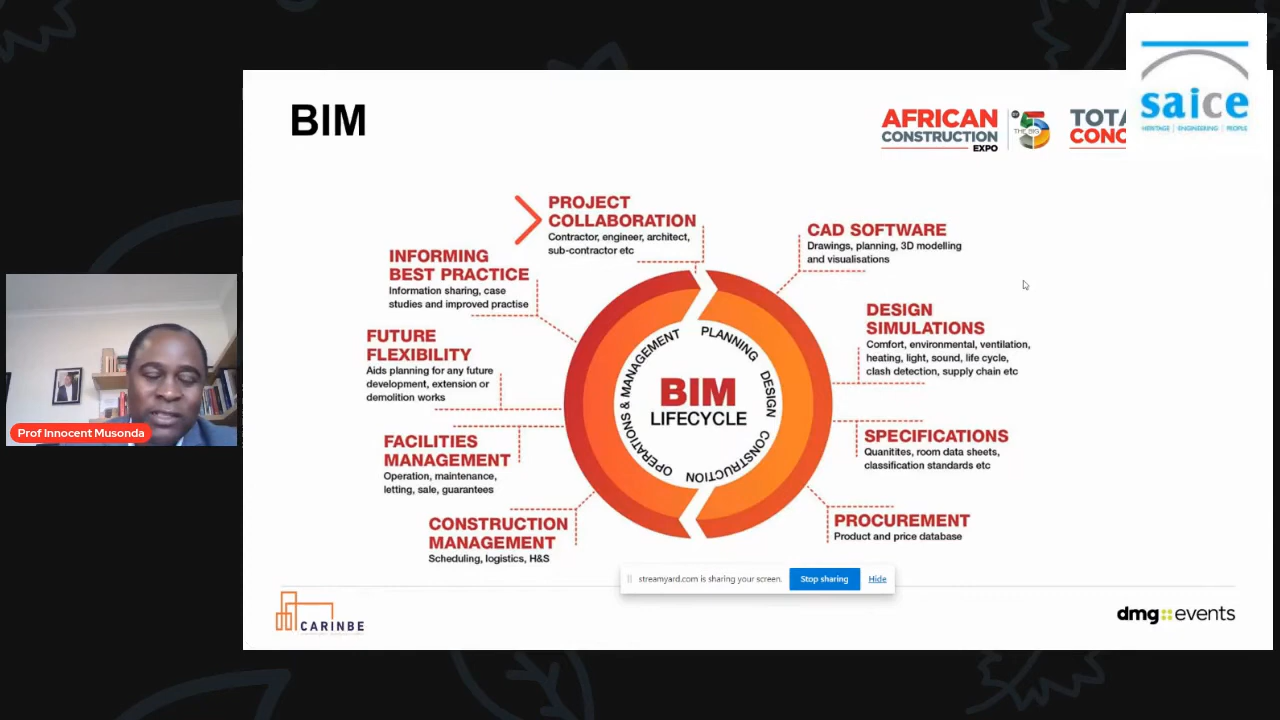 BIM
AFRICAN
CONSTRUCTION
EXPO
THE BIG
5
TOTA
CONC
saice
HERITAGE | ENGINEERING | PEOPLE
PROJECT
COLLABORATION
Contractor, engineer, architect,
sub-contractor etc
CAD SOFTWARE
Drawings, planning, 3D modelling
and visualisations
INFORMING
BEST PRACTICE
Information sharing, case
studies and improved practise
DESIGN
SIMULATIONS
Comfort, environmental, ventilation,
heating, light, sound, life cycle,
clash detection, supply chain etc
FUTURE
FLEXIBILITY
Aids planning for any future
development, extension or
demolition works
PLANNING
DESIGN
CONSTRUCTION
OPERATIONS & MANAGEMENT
BIM
LIFECYCLE
SPECIFICATIONS
Quanitites, room data sheets,
classification standards etc
FACILITIES
MANAGEMENT
Operation, maintenance,
letting, sale, guarantees
PROCUREMENT
Product and price database
CONSTRUCTION
MANAGEMENT
Scheduling, logistics, H&S
Prof Innocent Musonda
streamyard.com is sharing your screen.
Stop sharing
Hide
CARINBE
dmg events